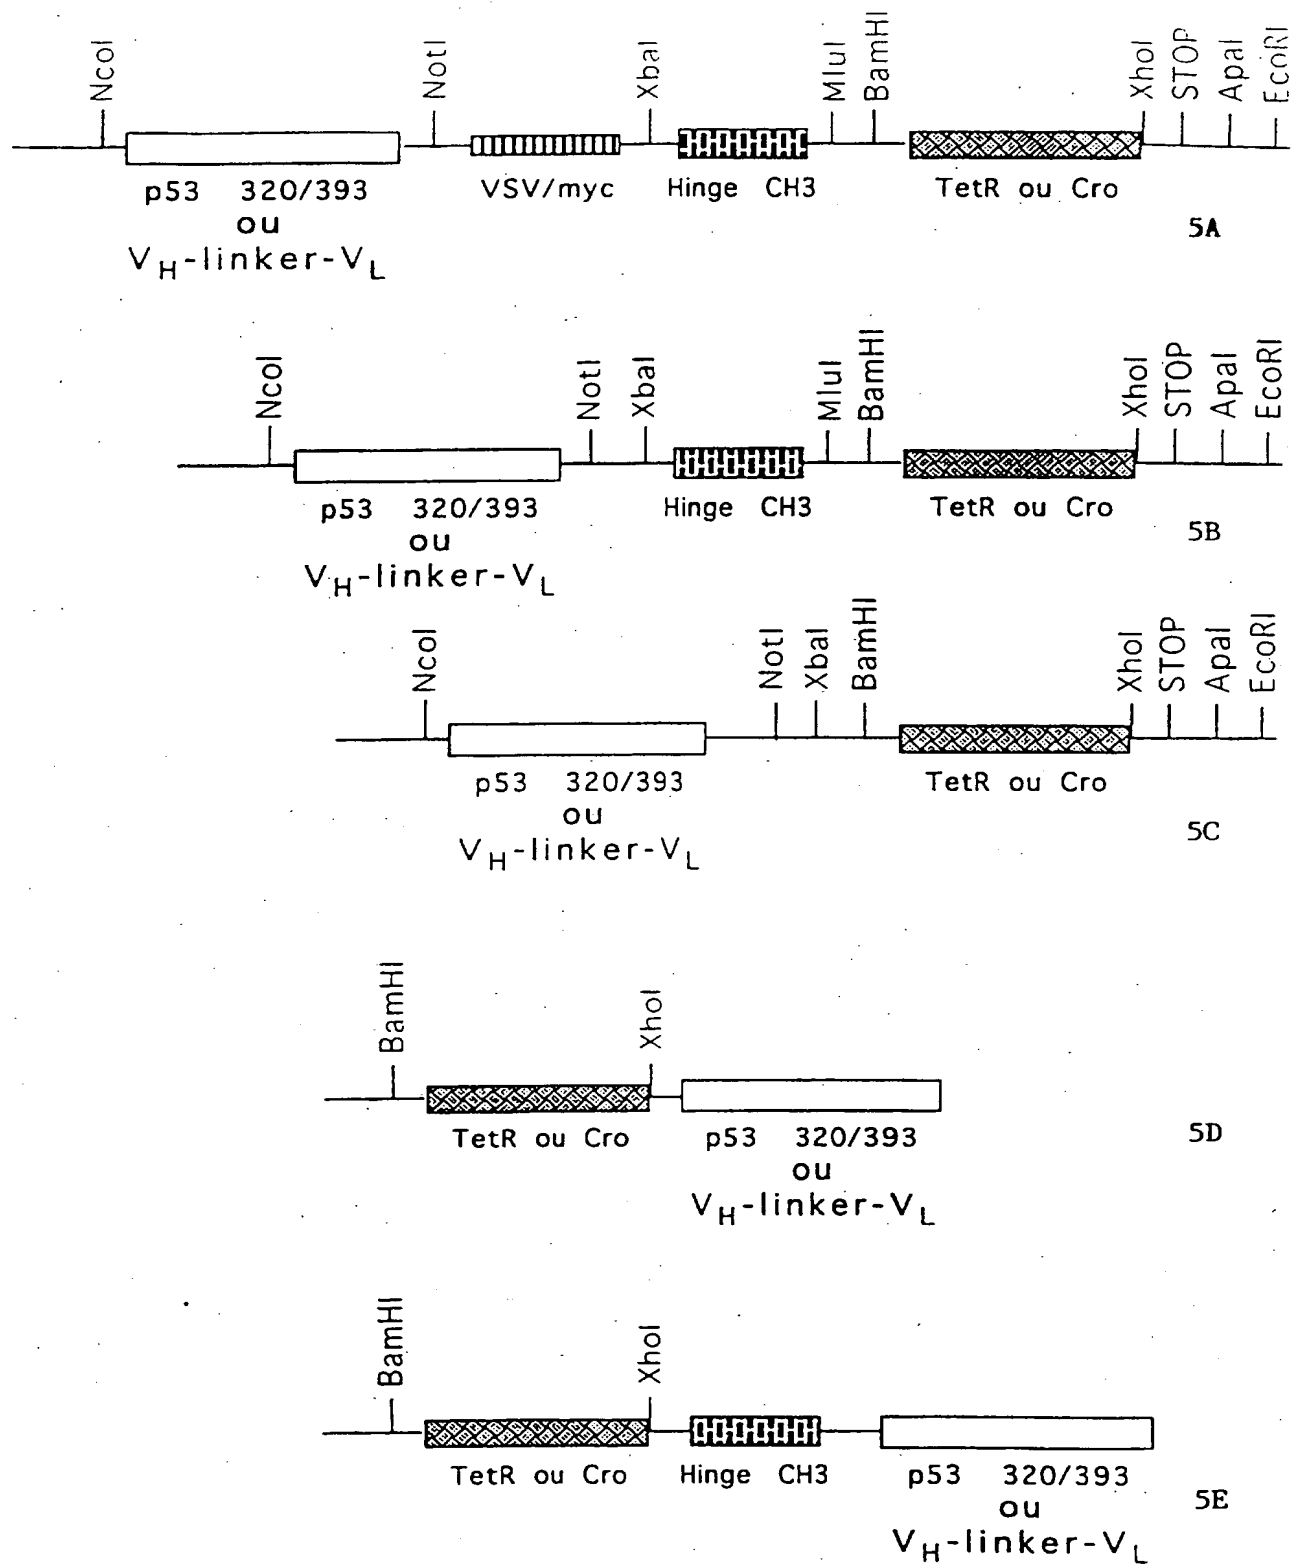 NcoI NotI XbaI MluI BamHI XhoI STOP ApaI EcoRI
p53 320/393 VSV/myc Hinge CH3 TetR ou Cro
ou
5A
VH-linker-VL
NcoI NotI XbaI MluI BamHI XhoI STOP ApaI EcoRI
p53 320/393 Hinge CH3 TetR ou Cro
5B
ou
VH-linker-VL
NcoI NotI XbaI BamHI XhoI STOP ApaI EcoRI
p53 320/393 TetR ou Cro
ou
5C
VH-linker-VL
BamHI XhoI
TetR ou Cro p53 320/393 5D
ou
VH-linker-VL
BamHI XhoI
TetR ou Cro Hinge CH3 p53 320/393
5E
ou
VH-linker-VL